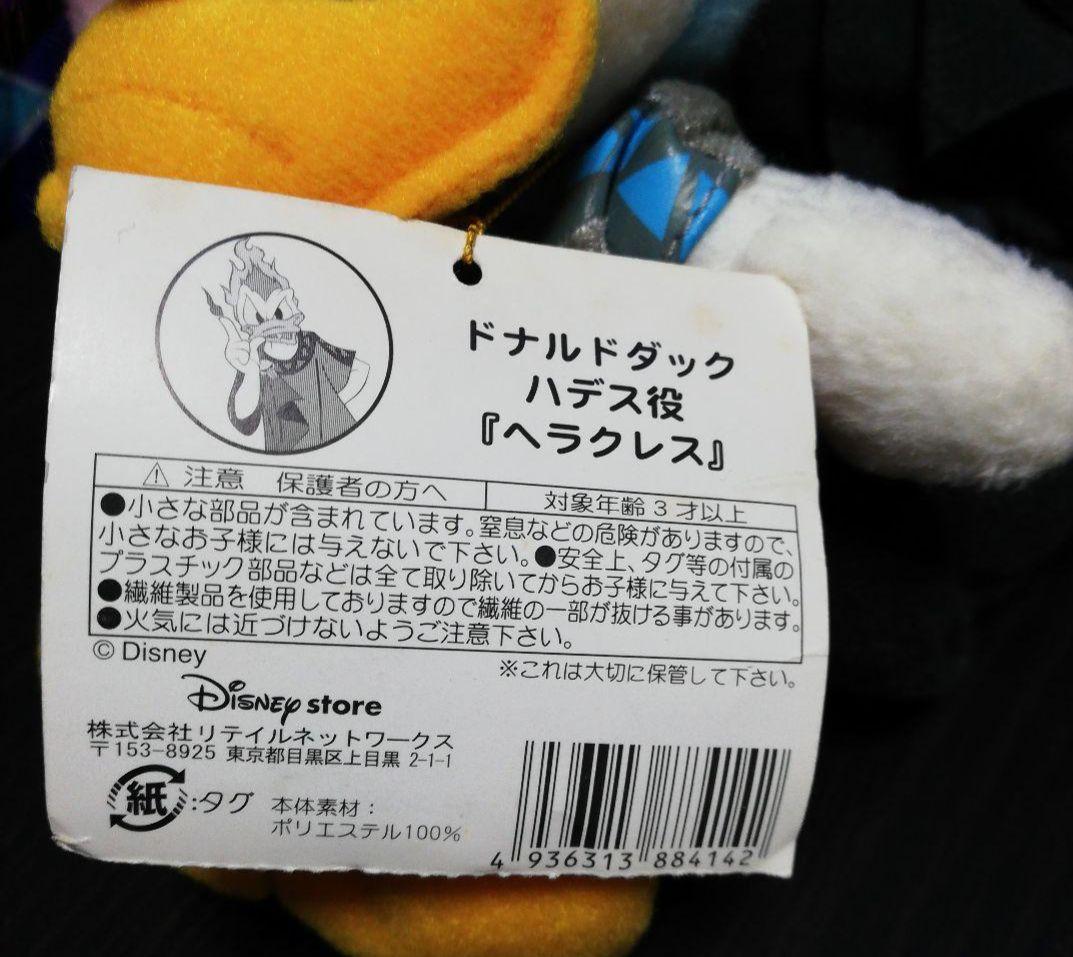 ドナルドダック
ハデス役
『ヘラクレス』
⚠ 注意 保護者の方へ
対象年齢3才以上
●小さな部品が含まれています。窒息などの危険がありますので、
小さなお子様には与えないで下さい。●安全上、タグ等の付属の
プラスチック部品などは全て取り除いてからお子様に与えて下さい。
●繊維製品を使用しておりますので繊維の一部が抜ける事があります。
●火気には近づけないようご注意下さい。
© Disney
※これは大切に保管して下さい。
Disney store
株式会社リテイルネットワークス
〒153-8925 東京都目黒区上目黒 2-1-1
紙:タグ
本体素材:
ポリエステル100%
4 936313 884142